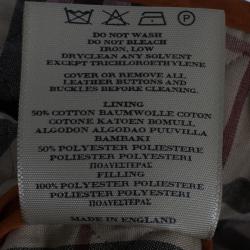 P
DO NOT WASH
DO NOT BLEACH
IRON, LOW
DRYCLEAN ANY SOLVENT
EXCEPT TRICHLOROETHYLENE
COVER OR REMOVE ALL
LEATHER BUTTONS AND
BUCKLES BEFORE CLEANING.
LINING
50% COTTON BAUMWOLLE COTON
COTONE KATOEN BOMULL
ALGODON ALGODAO PUUVILLA
BAMBAKI
50% POLYESTER POLIESTERE
POLIESTER POLYESTERI
ΠΟΛΥΕΣΤΕΡΑΣ
FILLING
100% POLYESTER POLIESTERE
POLIESTER POLYESTERI
ΠΟΛΥΕΣΤΕΡΑΣ
MADE IN ENGLAND